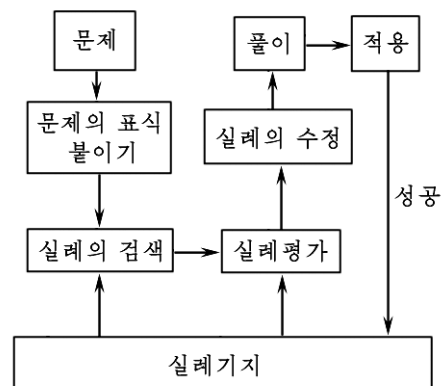 문제
풀이
적용
문제의 표식
붙이기
실례의 수정
성공
실례의 검색
실례평가
실례기지